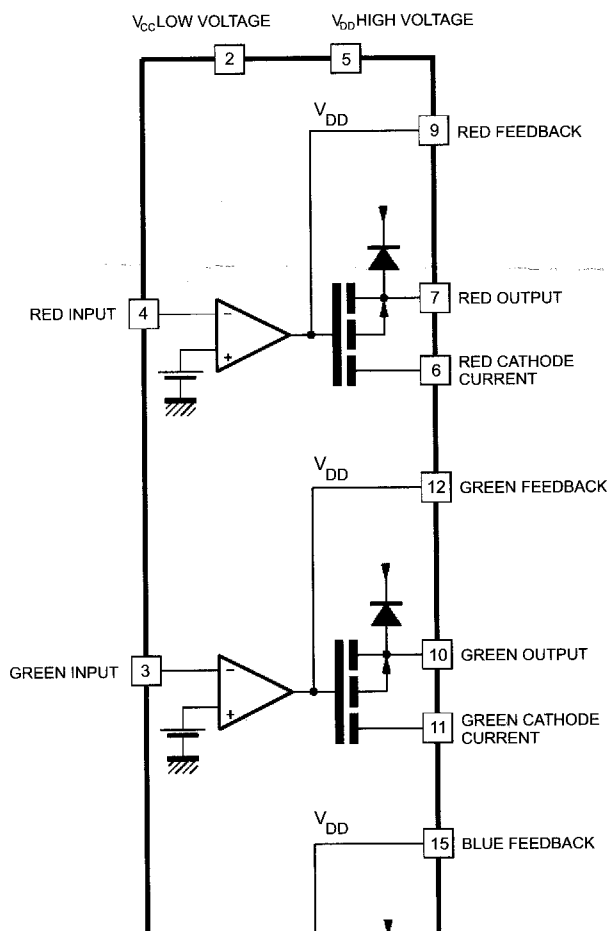 VCC LOW VOLTAGE
VDD HIGH VOLTAGE
2
5
VDD
9 RED FEEDBACK
7 RED OUTPUT
RED INPUT 4
−
+
6 RED CATHODE
CURRENT
VDD
12 GREEN FEEDBACK
10 GREEN OUTPUT
GREEN INPUT 3
−
+
11 GREEN CATHODE
CURRENT
VDD
15 BLUE FEEDBACK